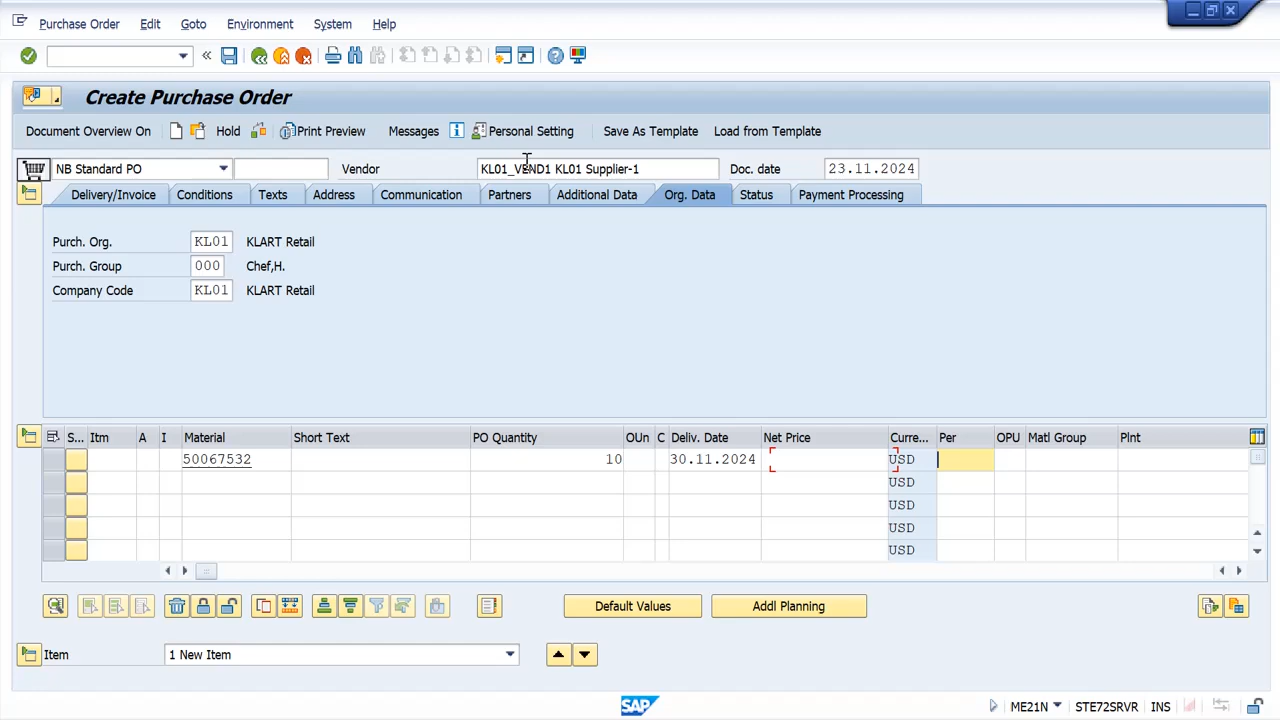 Purchase Order Edit Goto Environment System Help
Create Purchase Order
Document Overview On Hold Print Preview Messages Personal Setting Save As Template Load from Template
NB Standard PO Vendor KL01_VEND1 KL01 Supplier-1 Doc. date 23.11.2024
Delivery/Invoice Conditions Texts Address Communication Partners Additional Data Org. Data Status Payment Processing
Purch. Org. KL01 KLART Retail
Purch. Group 000 Chef,H.
Company Code KL01 KLART Retail
S... Itm A I Material Short Text PO Quantity OUn C Deliv. Date Net Price Curre... Per OPU Matl Group Plnt
50067532 10 30.11.2024 USD
USD
USD
USD
USD
Default Values Addl Planning
Item 1 New Item
SAP ME21N STE72SRVR INS